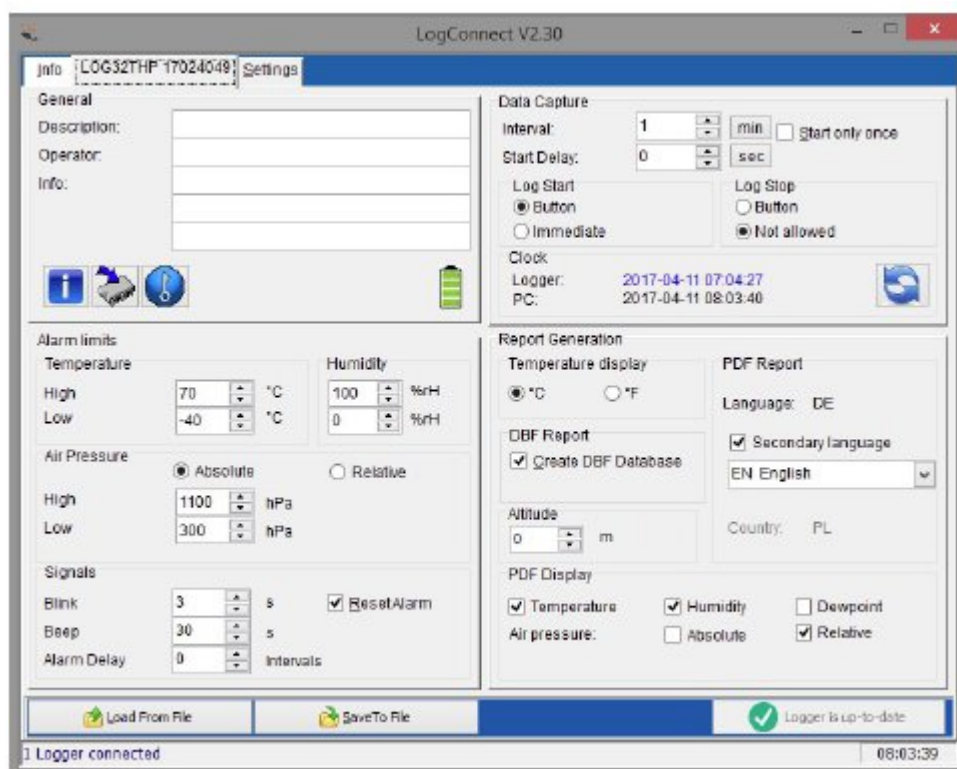 LogConnect V2.30
Info LOG32THP 17024049 Settings
General
Description:
Operator:
Info:
Data Capture
Interval: 1 min Start only once
Start Delay: 0 sec
Log Start
Button
Immediate
Log Stop
Button
Not allowed
Clock
Logger: 2017-04-11 07:04:27
PC: 2017-04-11 08:03:40
Alarm limits
Temperature
High 70 °C
Low -40 °C
Humidity
100 %rH
0 %rH
Air Pressure
Absolute Relative
High 1100 hPa
Low 300 hPa
Signals
Blink 3 s Reset Alarm
Beep 30 s
Alarm Delay 0 Intervals
Report Generation
Temperature display
°C °F
DBF Report
Create DBF Database
Altitude
0 m
PDF Report
Language: DE
Secondary language
EN English
Country: PL
PDF Display
Temperature Humidity Dewpoint
Air pressure: Absolute Relative
Load From File Save To File Logger is up-to-date
1 Logger connected 08:03:39